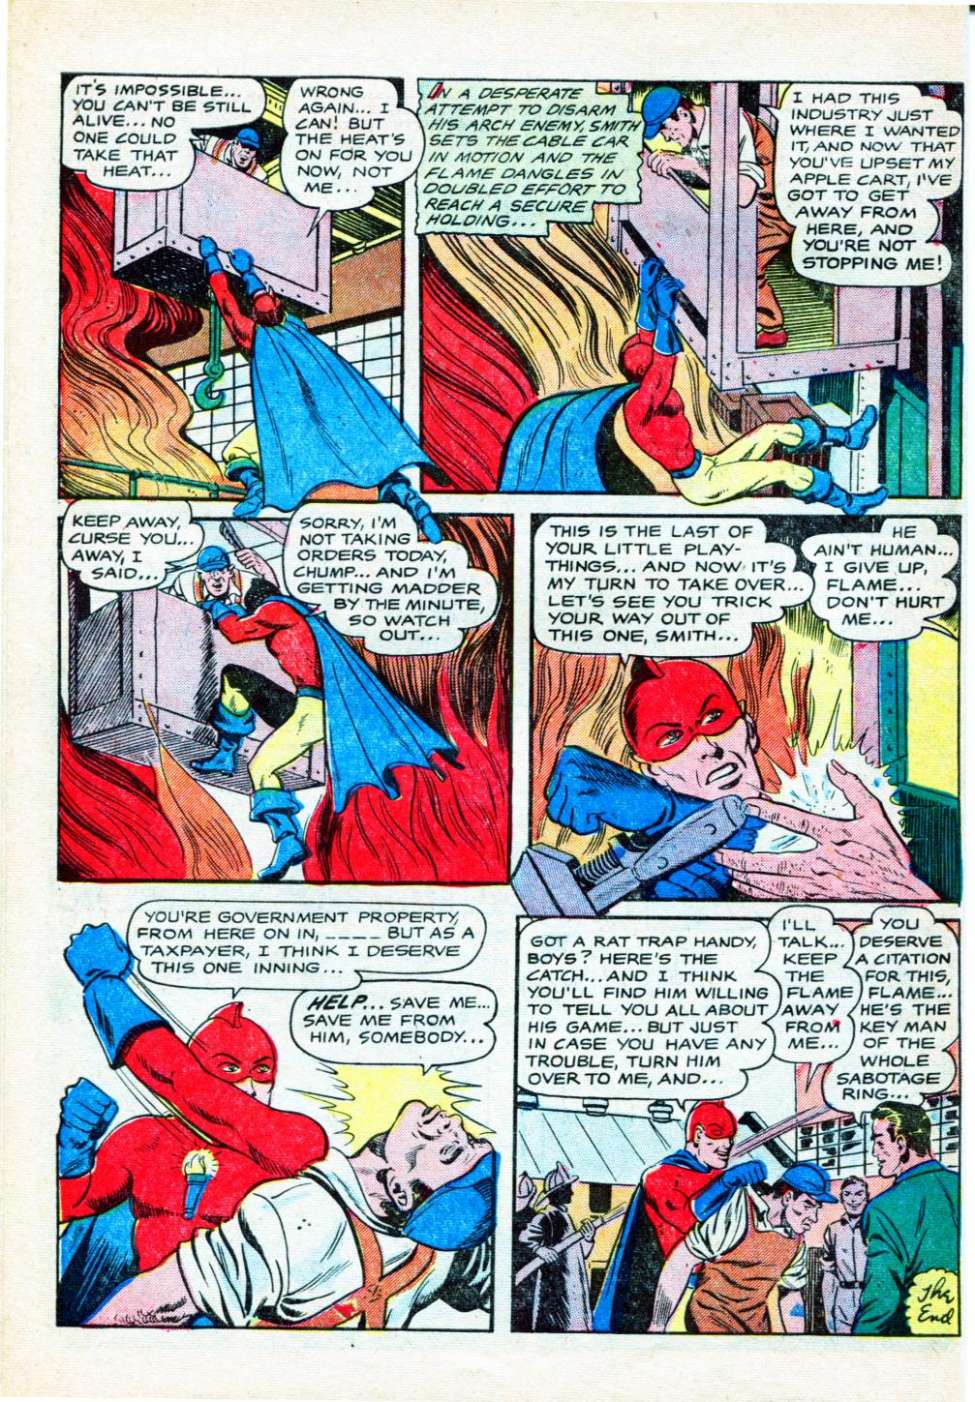 IT'S IMPOSSIBLE...
YOU CAN'T BE STILL
ALIVE... NO
ONE COULD
TAKE THAT
HEAT...
WRONG
AGAIN... I
CAN! BUT
THE HEAT'S
ON FOR YOU
NOW, NOT
ME...
IN A DESPERATE
ATTEMPT TO DISARM
HIS ARCH ENEMY, SMITH
SETS THE CABLE CAR
IN MOTION AND THE
FLAME DANGLES IN
DOUBLED EFFORT TO
REACH A SECURE
HOLDING...
I HAD THIS
INDUSTRY JUST
WHERE I WANTED
IT, AND NOW THAT
YOU'VE UPSET MY
APPLE CART, I'VE
GOT TO GET
AWAY FROM
HERE, AND
YOU'RE NOT
STOPPING ME!
KEEP AWAY,
CURSE YOU...
AWAY, I
SAID...
SORRY, I'M
NOT TAKING
ORDERS TODAY,
CHUMP... AND I'M
GETTING MADDER
BY THE MINUTE,
SO WATCH
OUT...
THIS IS THE LAST OF
YOUR LITTLE PLAY-
THINGS... AND NOW IT'S
MY TURN TO TAKE OVER...
LET'S SEE YOU TRICK
YOUR WAY OUT OF
THIS ONE, SMITH...
HE
AIN'T HUMAN...
I GIVE UP,
FLAME...
DON'T HURT
ME...
YOU'RE GOVERNMENT PROPERTY,
FROM HERE ON IN, ____ BUT AS A
TAXPAYER, I THINK I DESERVE
THIS ONE INNING...
HELP... SAVE ME...
SAVE ME FROM
HIM, SOMEBODY...
GOT A RAT TRAP HANDY,
BOYS? HERE'S THE
CATCH... AND I THINK
YOU'LL FIND HIM WILLING
TO TELL YOU ALL ABOUT
HIS GAME... BUT JUST
IN CASE YOU HAVE ANY
TROUBLE, TURN HIM
OVER TO ME, AND...
I'LL
TALK...
KEEP
THE
FLAME
AWAY
FROM
ME...
YOU
DESERVE
A CITATION
FOR THIS,
FLAME...
HE'S THE
KEY MAN
OF THE
WHOLE
SABOTAGE
RING...
The
End